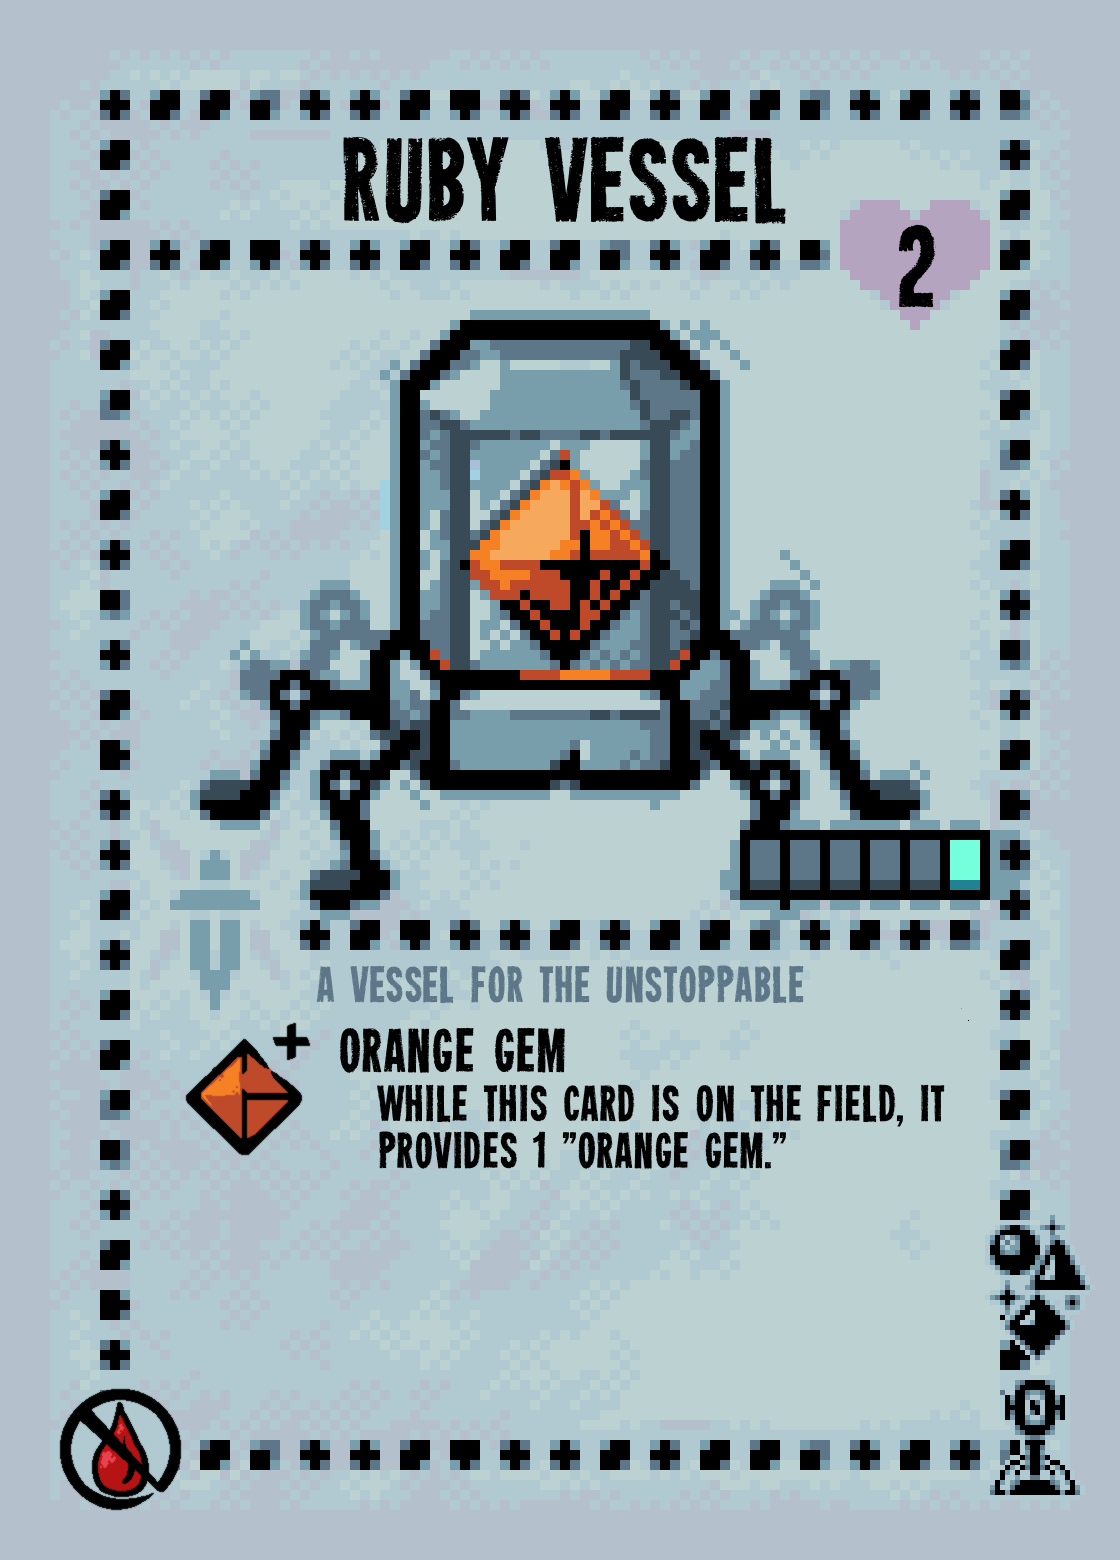 RUBY VESSEL
2
A VESSEL FOR THE UNSTOPPABLE
ORANGE GEM
WHILE THIS CARD IS ON THE FIELD, IT
PROVIDES 1 "ORANGE GEM."